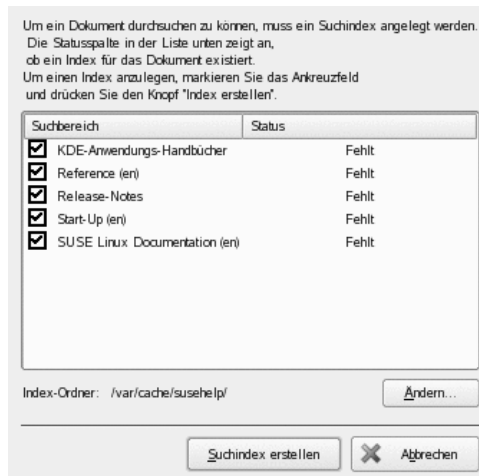 Um ein Dokument durchsuchen zu können, muss ein Suchindex angelegt werden.
Die Statusspalte in der Liste unten zeigt an,
ob ein Index für das Dokument existiert.
Um einen Index anzulegen, markieren Sie das Ankreuzfeld
und drücken Sie den Knopf "Index erstellen".
Suchbereich Status
KDE-Anwendungs-Handbücher Fehlt
Reference (en) Fehlt
Release-Notes Fehlt
Start-Up (en) Fehlt
SUSE Linux Documentation (en) Fehlt
Index-Ordner: /var/cache/susehelp/ Ändern...
Suchindex erstellen Abbrechen